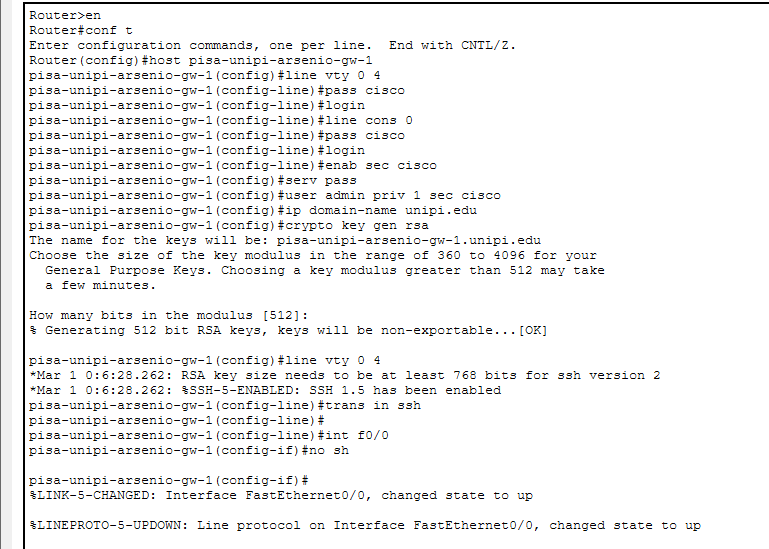 Router>en
Router#conf t
Enter configuration commands, one per line.  End with CNTL/Z.
Router(config)#host pisa-unipi-arsenio-gw-1
pisa-unipi-arsenio-gw-1(config)#line vty 0 4
pisa-unipi-arsenio-gw-1(config-line)#pass cisco
pisa-unipi-arsenio-gw-1(config-line)#login
pisa-unipi-arsenio-gw-1(config-line)#line cons 0
pisa-unipi-arsenio-gw-1(config-line)#pass cisco
pisa-unipi-arsenio-gw-1(config-line)#login
pisa-unipi-arsenio-gw-1(config-line)#enab sec cisco
pisa-unipi-arsenio-gw-1(config)#serv pass
pisa-unipi-arsenio-gw-1(config)#user admin priv 1 sec cisco
pisa-unipi-arsenio-gw-1(config)#ip domain-name unipi.edu
pisa-unipi-arsenio-gw-1(config)#crypto key gen rsa
The name for the keys will be: pisa-unipi-arsenio-gw-1.unipi.edu
Choose the size of the key modulus in the range of 360 to 4096 for your
  General Purpose Keys. Choosing a key modulus greater than 512 may take
  a few minutes.

How many bits in the modulus [512]:
% Generating 512 bit RSA keys, keys will be non-exportable...[OK]

pisa-unipi-arsenio-gw-1(config)#line vty 0 4
*Mar 1 0:6:28.262: RSA key size needs to be at least 768 bits for ssh version 2
*Mar 1 0:6:28.262: %SSH-5-ENABLED: SSH 1.5 has been enabled
pisa-unipi-arsenio-gw-1(config-line)#trans in ssh
pisa-unipi-arsenio-gw-1(config-line)#
pisa-unipi-arsenio-gw-1(config-line)#int f0/0
pisa-unipi-arsenio-gw-1(config-if)#no sh

pisa-unipi-arsenio-gw-1(config-if)#
%LINK-5-CHANGED: Interface FastEthernet0/0, changed state to up

%LINEPROTO-5-UPDOWN: Line protocol on Interface FastEthernet0/0, changed state to up